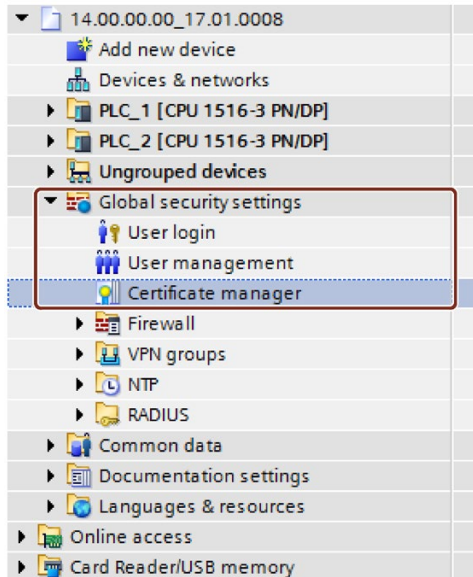 14.00.00.00_17.01.0008
Add new device
Devices & networks
PLC_1 [CPU 1516-3 PN/DP]
PLC_2 [CPU 1516-3 PN/DP]
Ungrouped devices
Global security settings
User login
User management
Certificate manager
Firewall
VPN groups
NTP
RADIUS
Common data
Documentation settings
Languages & resources
Online access
Card Reader/USB memory